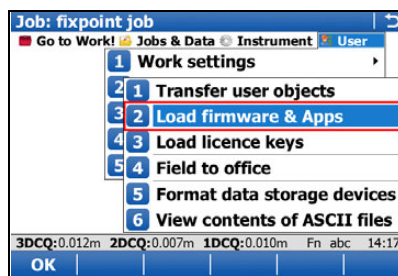 Job: fixpoint job
Go to Work! Jobs & Data Instrument User
1 Work settings
2
3
4
5
1 Transfer user objects
2 Load firmware & Apps
3 Load licence keys
4 Field to office
5 Format data storage devices
6 View contents of ASCII files
3DCQ:0.012m 2DCQ:0.007m 1DCQ:0.010m Fn abc 14:17
OK